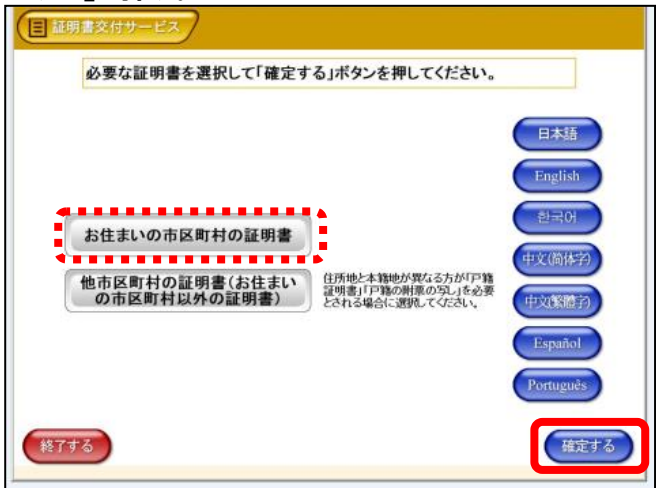 証明書交付サービス
必要な証明書を選択して「確定する」ボタンを押してください。
日本語
English
한국어
中文(简体字)
中文(繁體字)
Español
Português
お住まいの市区町村の証明書
他市区町村の証明書(お住まい
の市区町村以外の証明書)
住所地と本籍地が異なる方が「戸籍
証明書」「戸籍の附票の写し」を必要
とされる場合に選択してください。
終了する
確定する